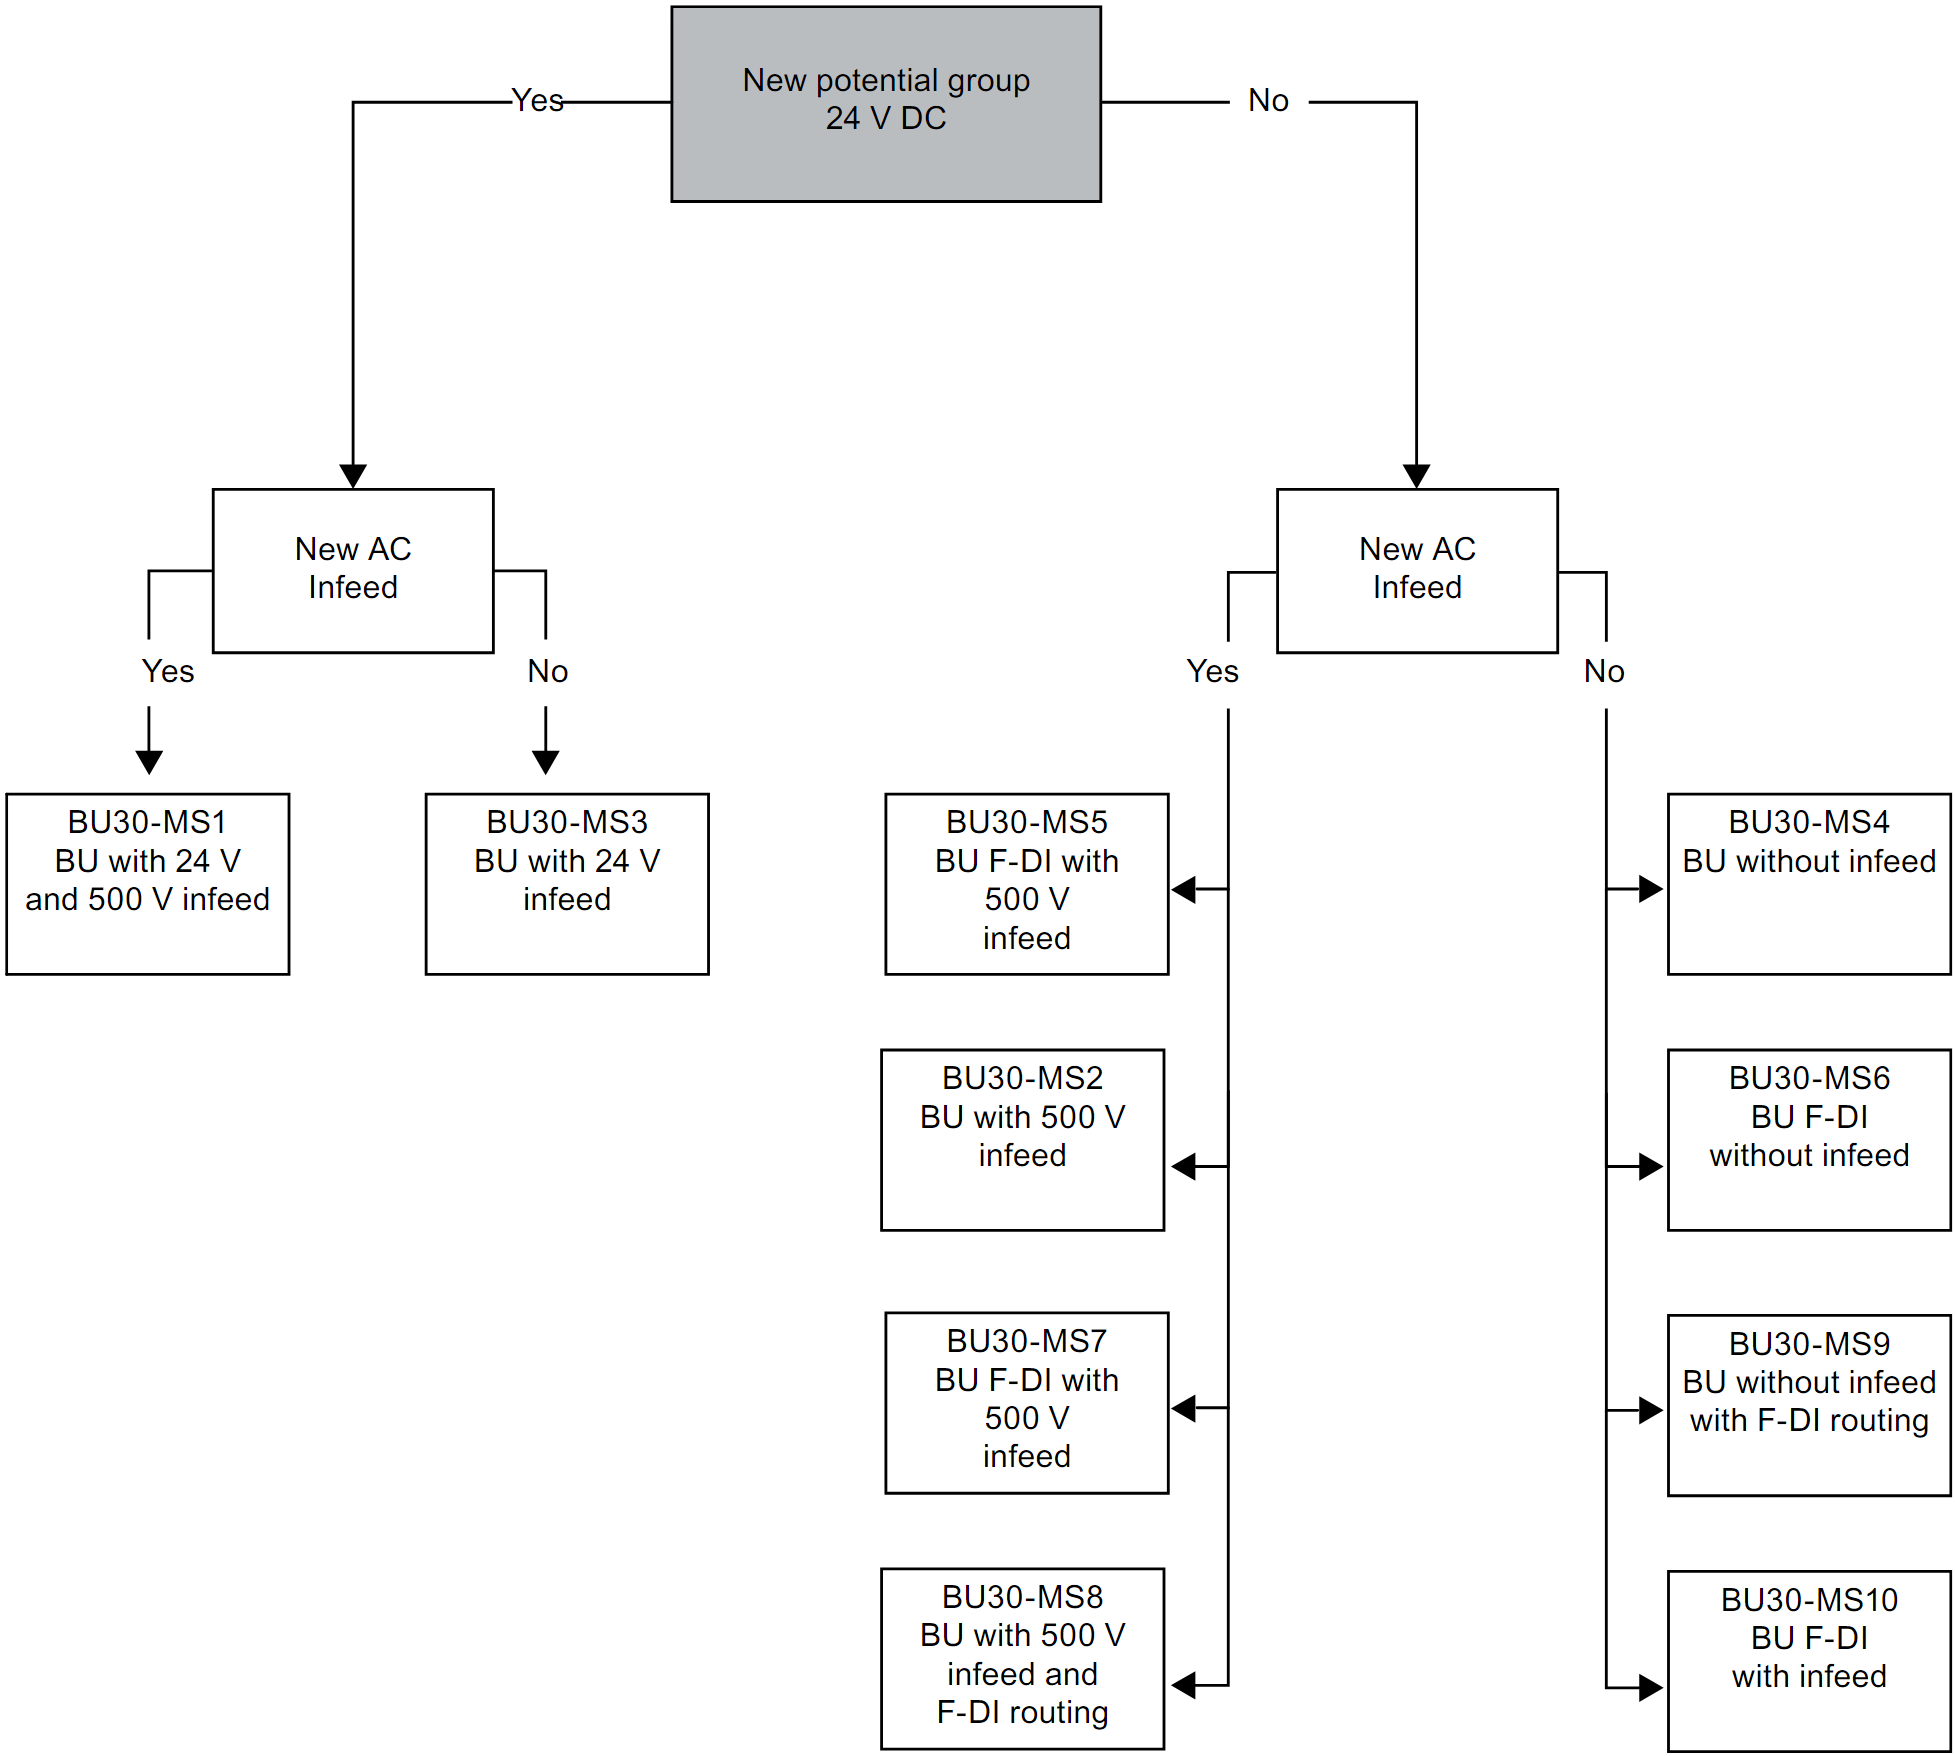 New potential group
24 V DC
Yes
No
New AC
Infeed
New AC
Infeed
Yes
No
Yes
No
BU30-MS1
BU with 24 V
and 500 V infeed
BU30-MS3
BU with 24 V
infeed
BU30-MS5
BU F-DI with
500 V
infeed
BU30-MS4
BU without infeed
BU30-MS2
BU with 500 V
infeed
BU30-MS6
BU F-DI
without infeed
BU30-MS7
BU F-DI with
500 V
infeed
BU30-MS9
BU without infeed
with F-DI routing
BU30-MS8
BU with 500 V
infeed and
F-DI routing
BU30-MS10
BU F-DI
with infeed